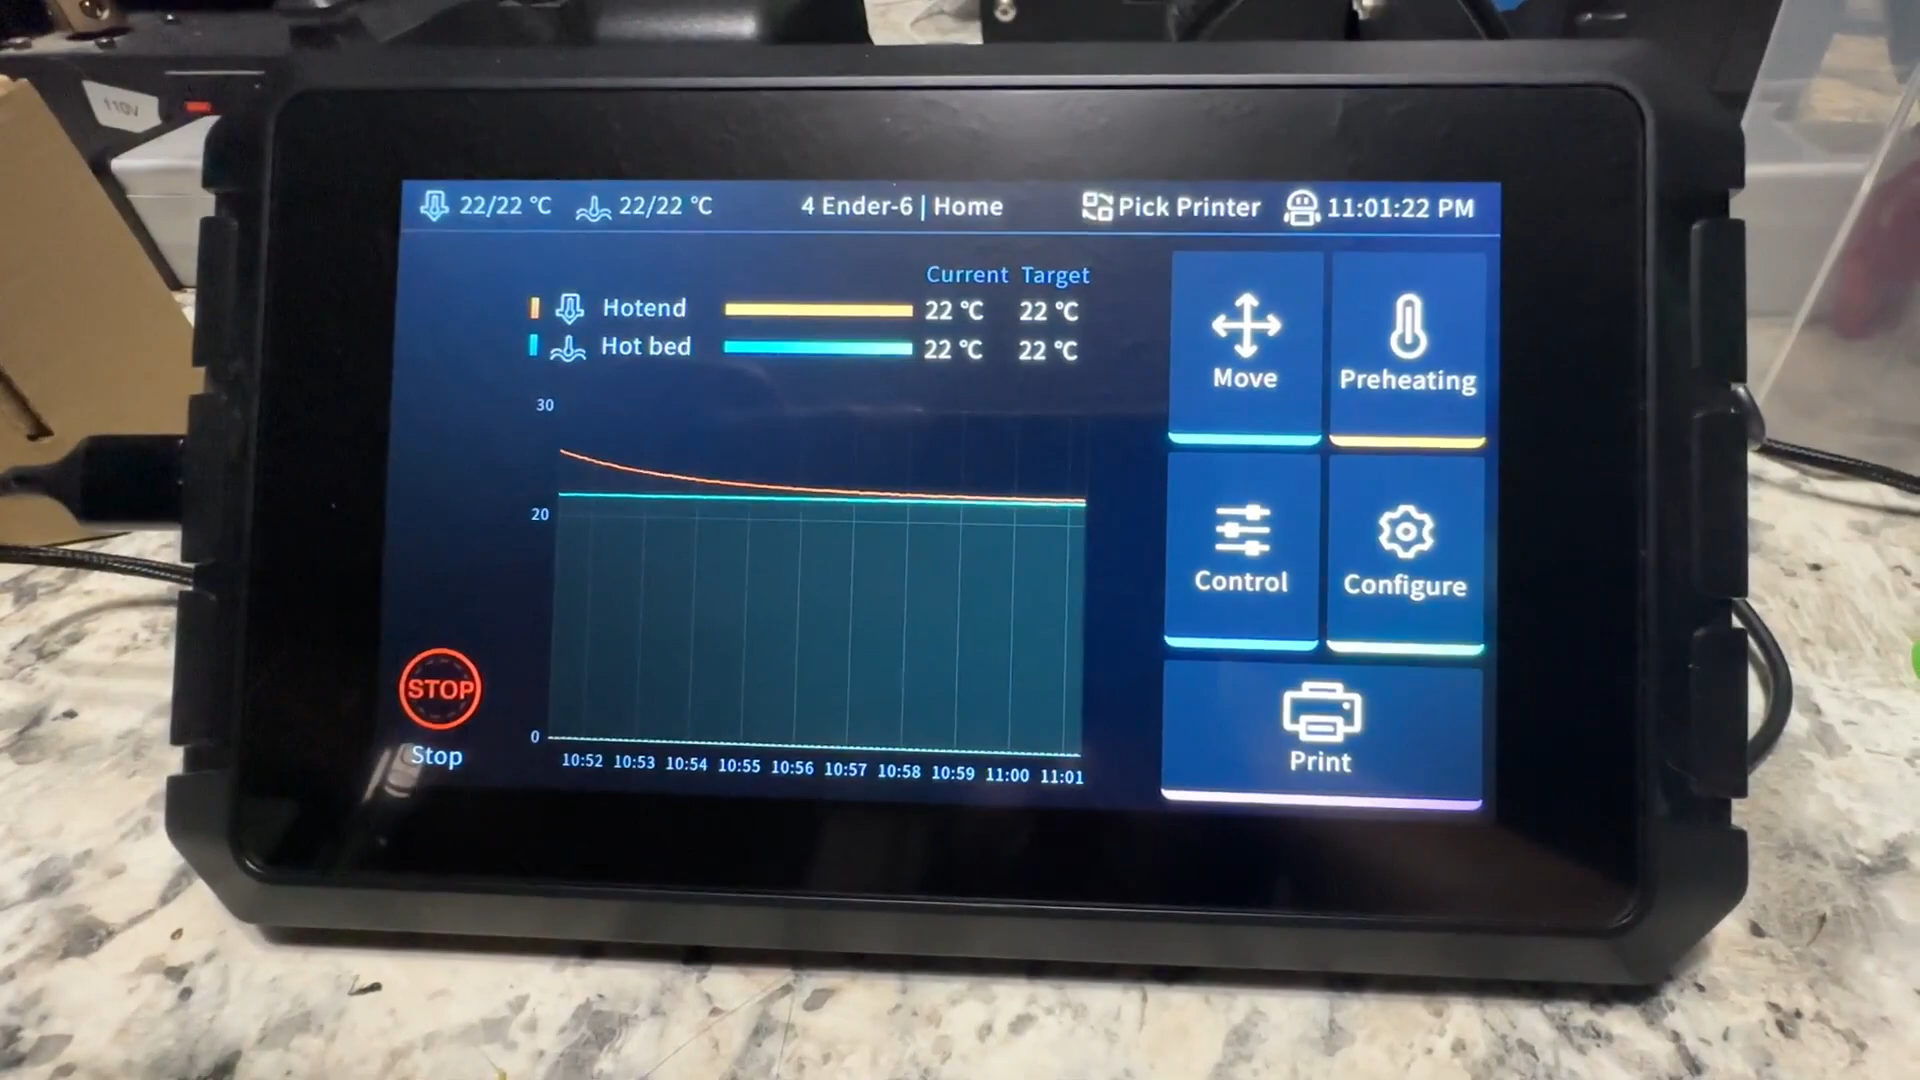 110V
22/22 °C 22/22 °C 4 Ender-6 | Home Pick Printer 11:01:22 PM
Current Target
Hotend 22 °C 22 °C
Hot bed 22 °C 22 °C
30
20
0
10:52 10:53 10:54 10:55 10:56 10:57 10:58 10:59 11:00 11:01
STOP
Stop
Move
Preheating
Control
Configure
Print